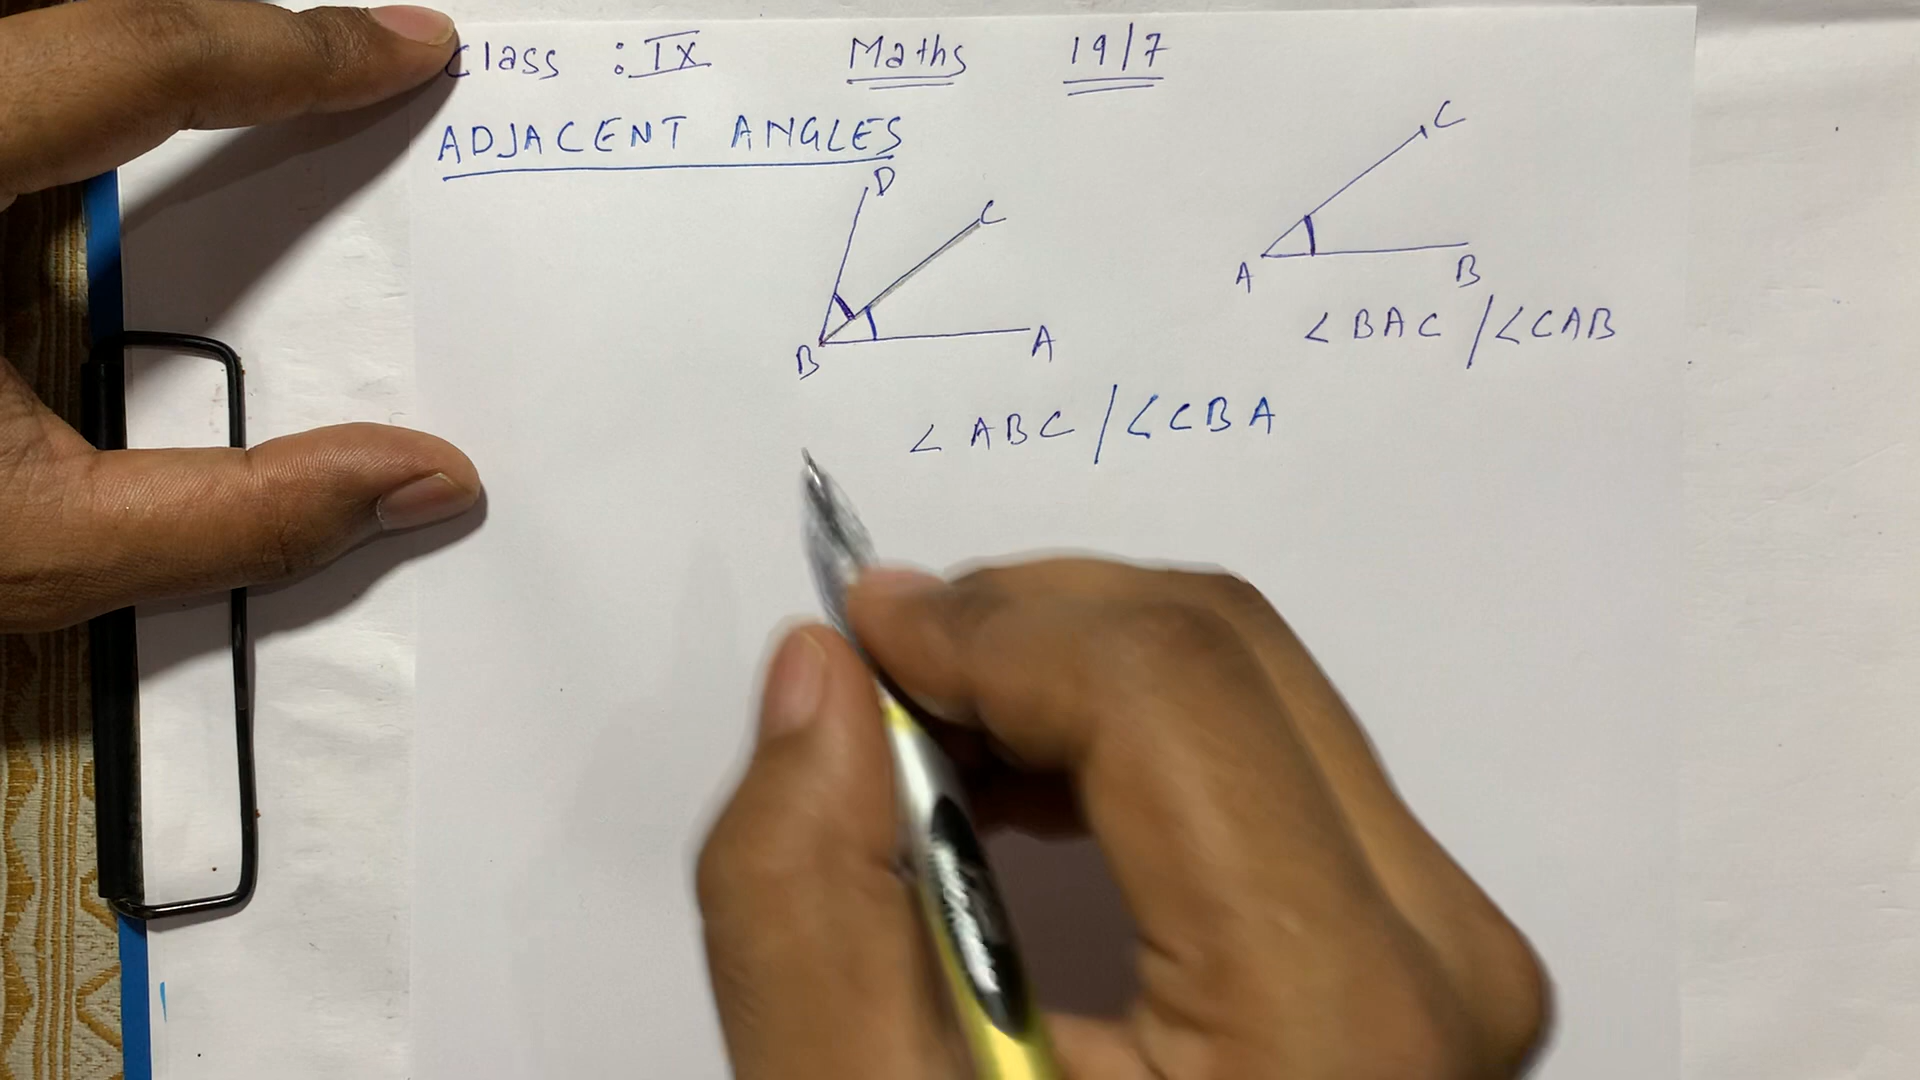 Class : IX Maths 19/7
ADJACENT ANGLES
D
C
B
A
C
A
B
∠BAC / ∠CAB
∠ABC / ∠CBA